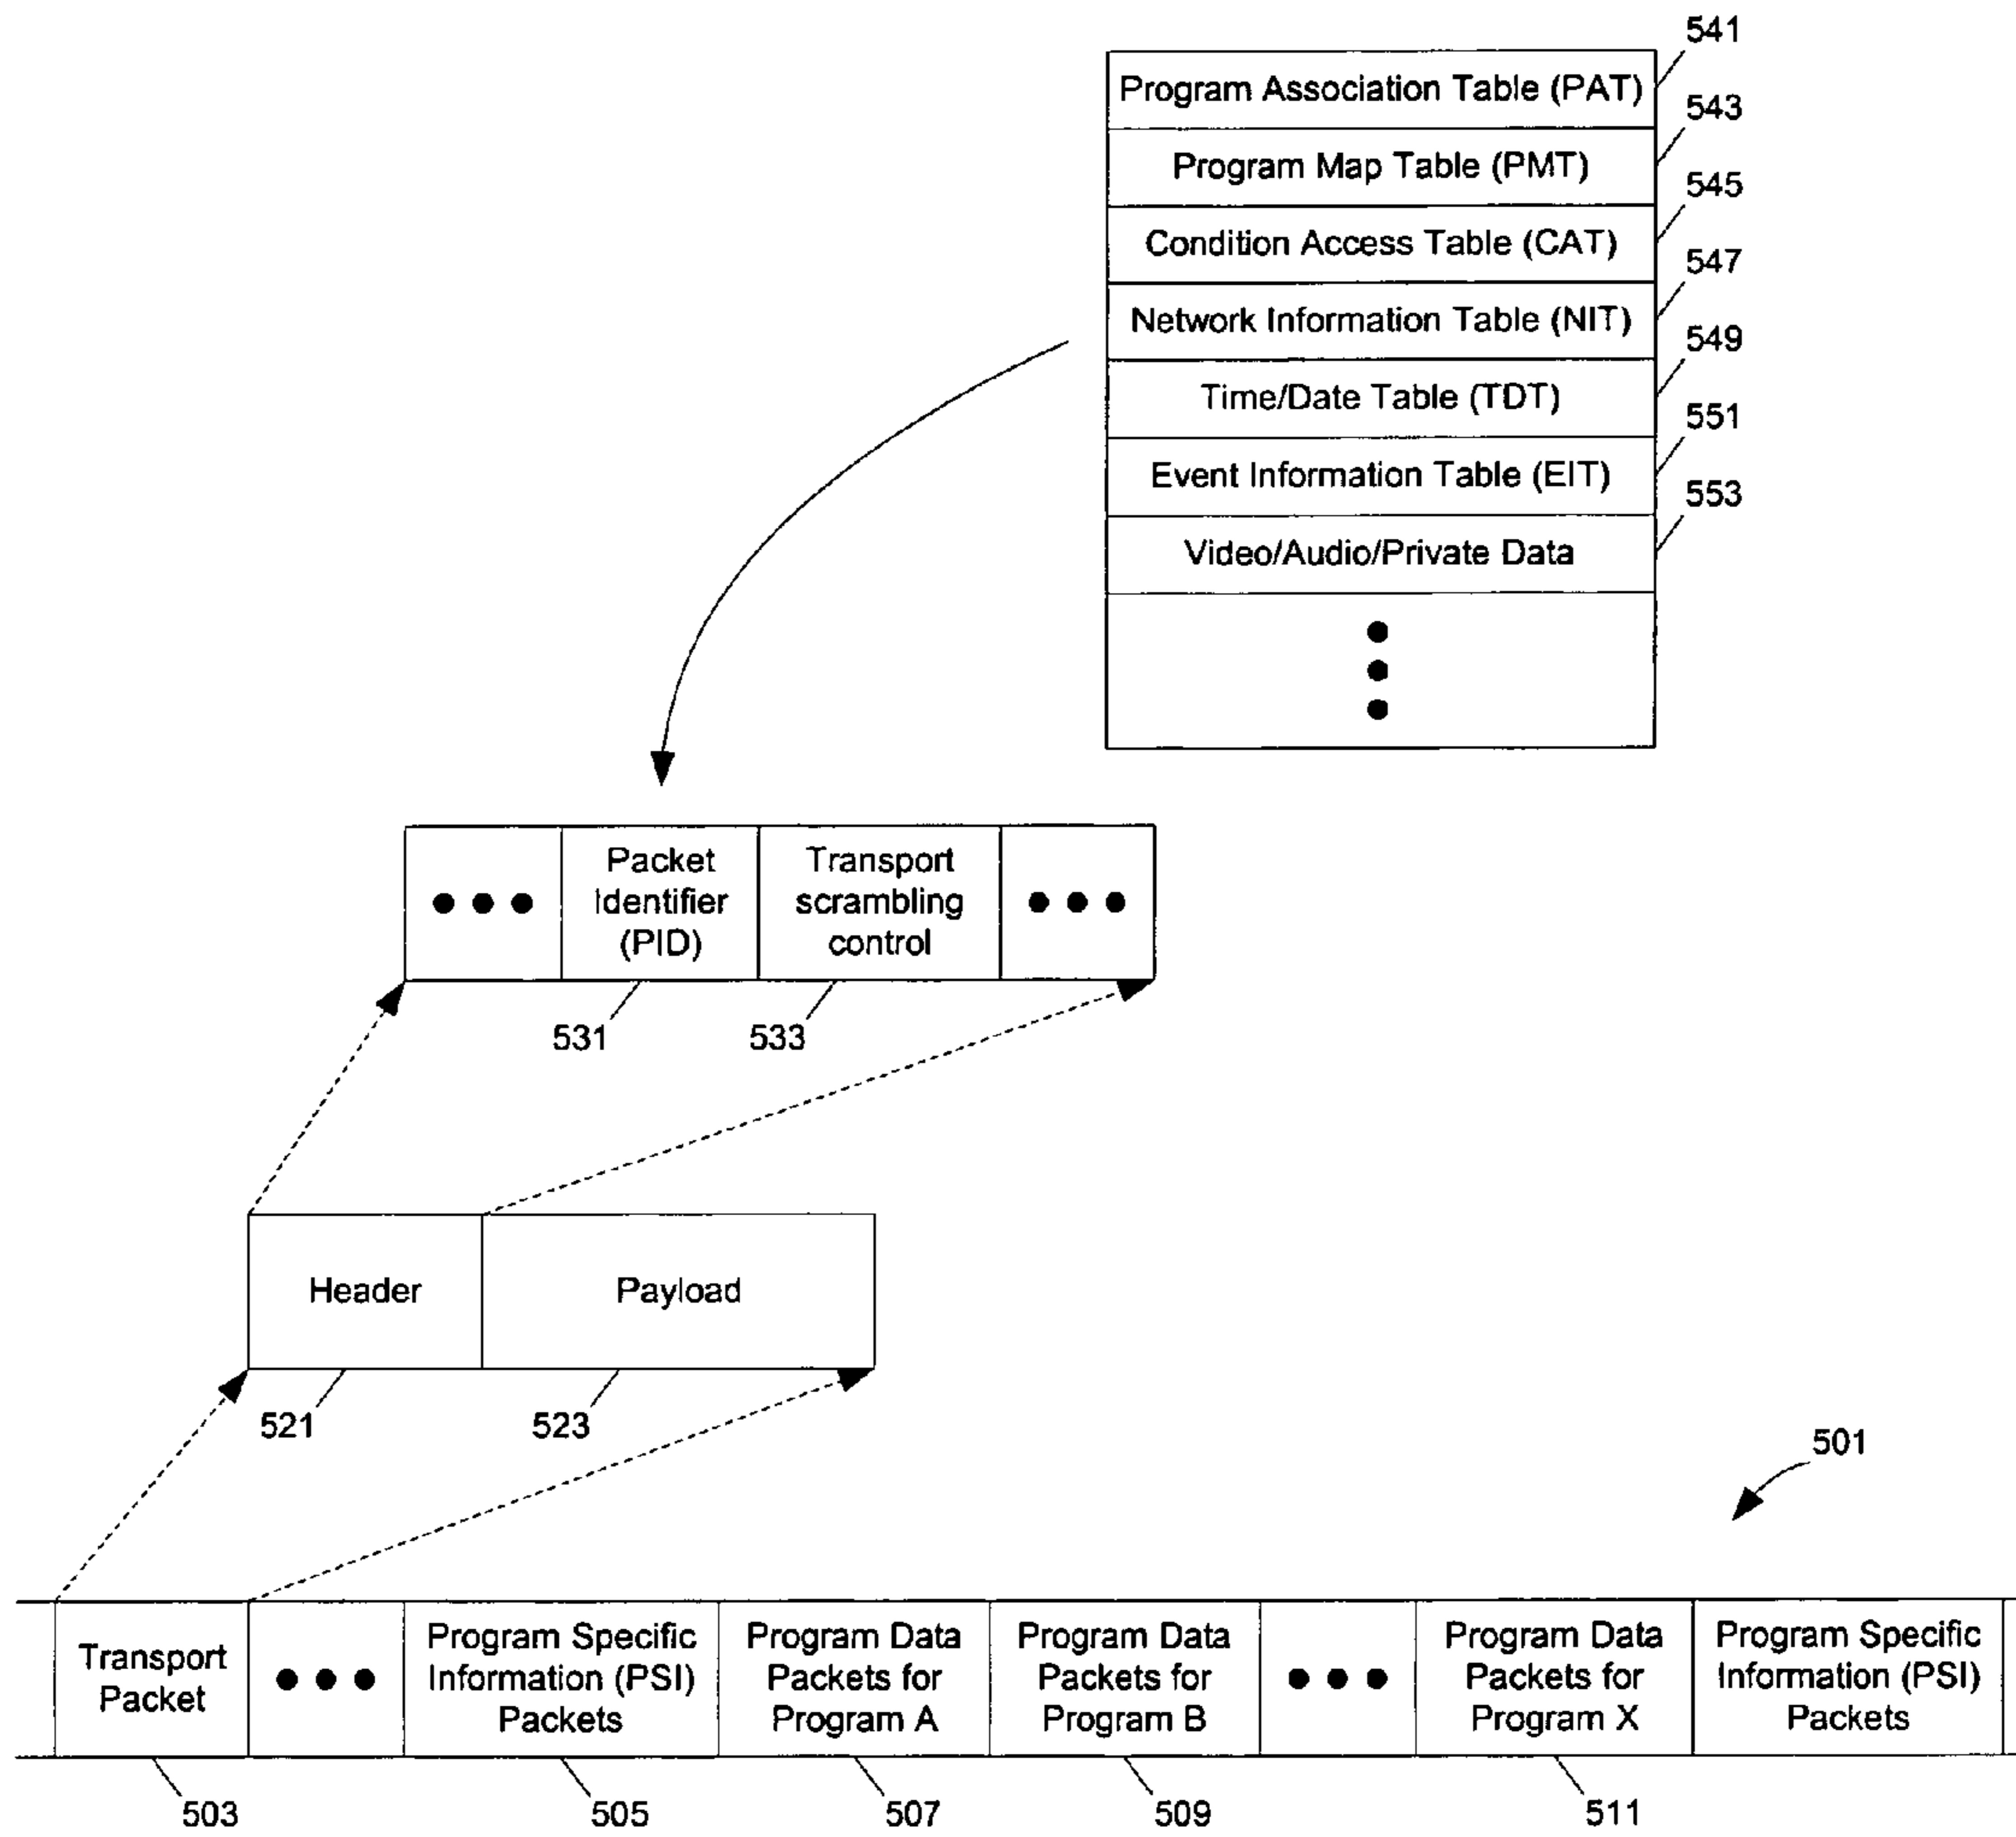 541
Program Association Table (PAT)
543
Program Map Table (PMT)
545
Condition Access Table (CAT)
547
Network Information Table (NIT)
549
Time/Date Table (TDT)
551
Event Information Table (EIT)
553
Video/Audio/Private Data
Packet
Identifier
(PID)
Transport
scrambling
control
531
533
Header
Payload
521
523
501
Transport
Packet
Program Specific
Information (PSI)
Packets
Program Data
Packets for
Program A
Program Data
Packets for
Program B
Program Data
Packets for
Program X
Program Specific
Information (PSI)
Packets
503
505
507
509
511